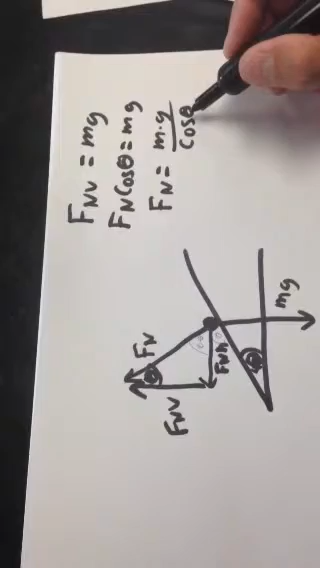 FNV = mg
FNCosθ = mg
FN = m·g
cosθ
FN
FNV
FNH
θ
mg
θ